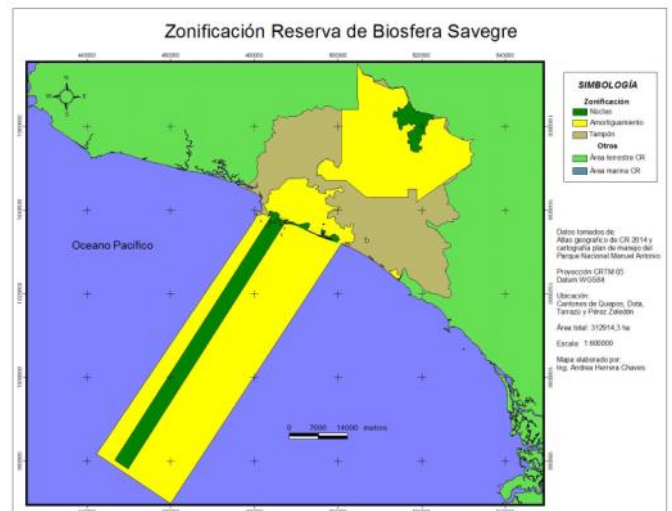 Zonificación Reserva de Biosfera Savegre
Oceano Pacífico
0 7000 14000 metros
SIMBOLOGÍA
Zonificación
Núcleo
Amortiguamiento
Tampón
Otros
Área terrestre CR
Área marina CR
Datos tomados de:
Atlas geografico de CR 2014 y
cartografía plan de manejo del
Parque Nacional Manuel Antonio
Proyección CRTM 05
Datum WGS84
Ubicación:
Cantones de Quepos, Dota,
Tarrazú y Pérez Zeledón
Área total: 312914,3 ha
Escala: 1:600000
Mapa elaborado por:
Ing. Andrea Herrera Chaves